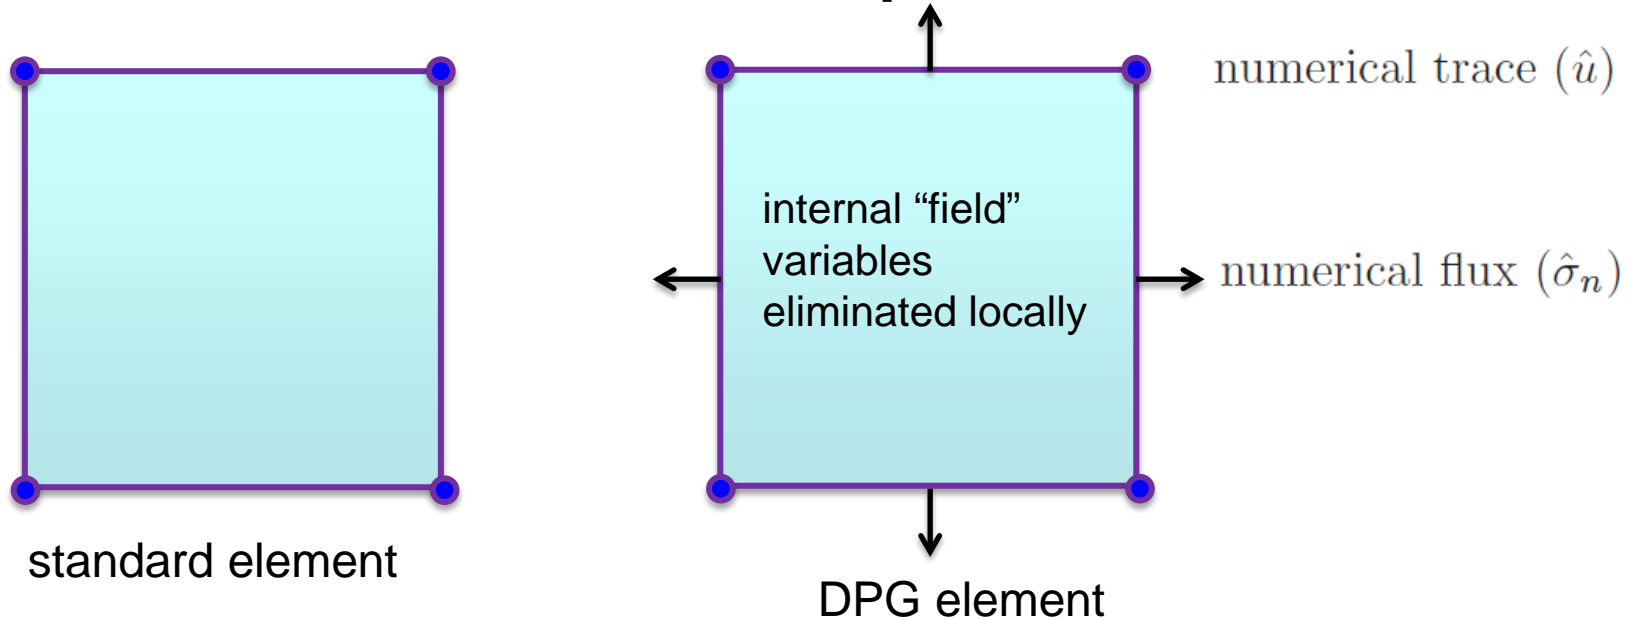 numerical trace (û)
internal “field”
variables
eliminated locally
numerical flux (σ̂ₙ)
standard element
DPG element